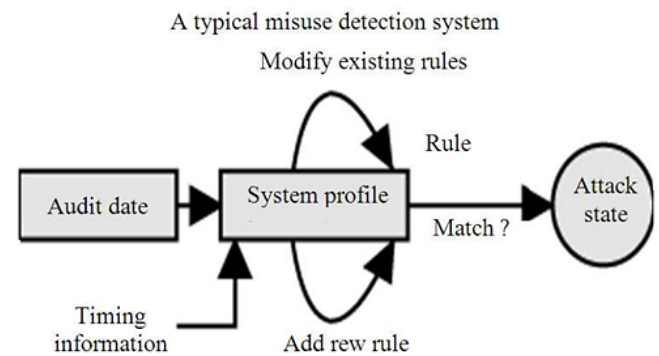 A typical misuse detection system
Modify existing rules
Rule
Audit date
System profile
Attack
state
Match ?
Timing
information
Add rew rule